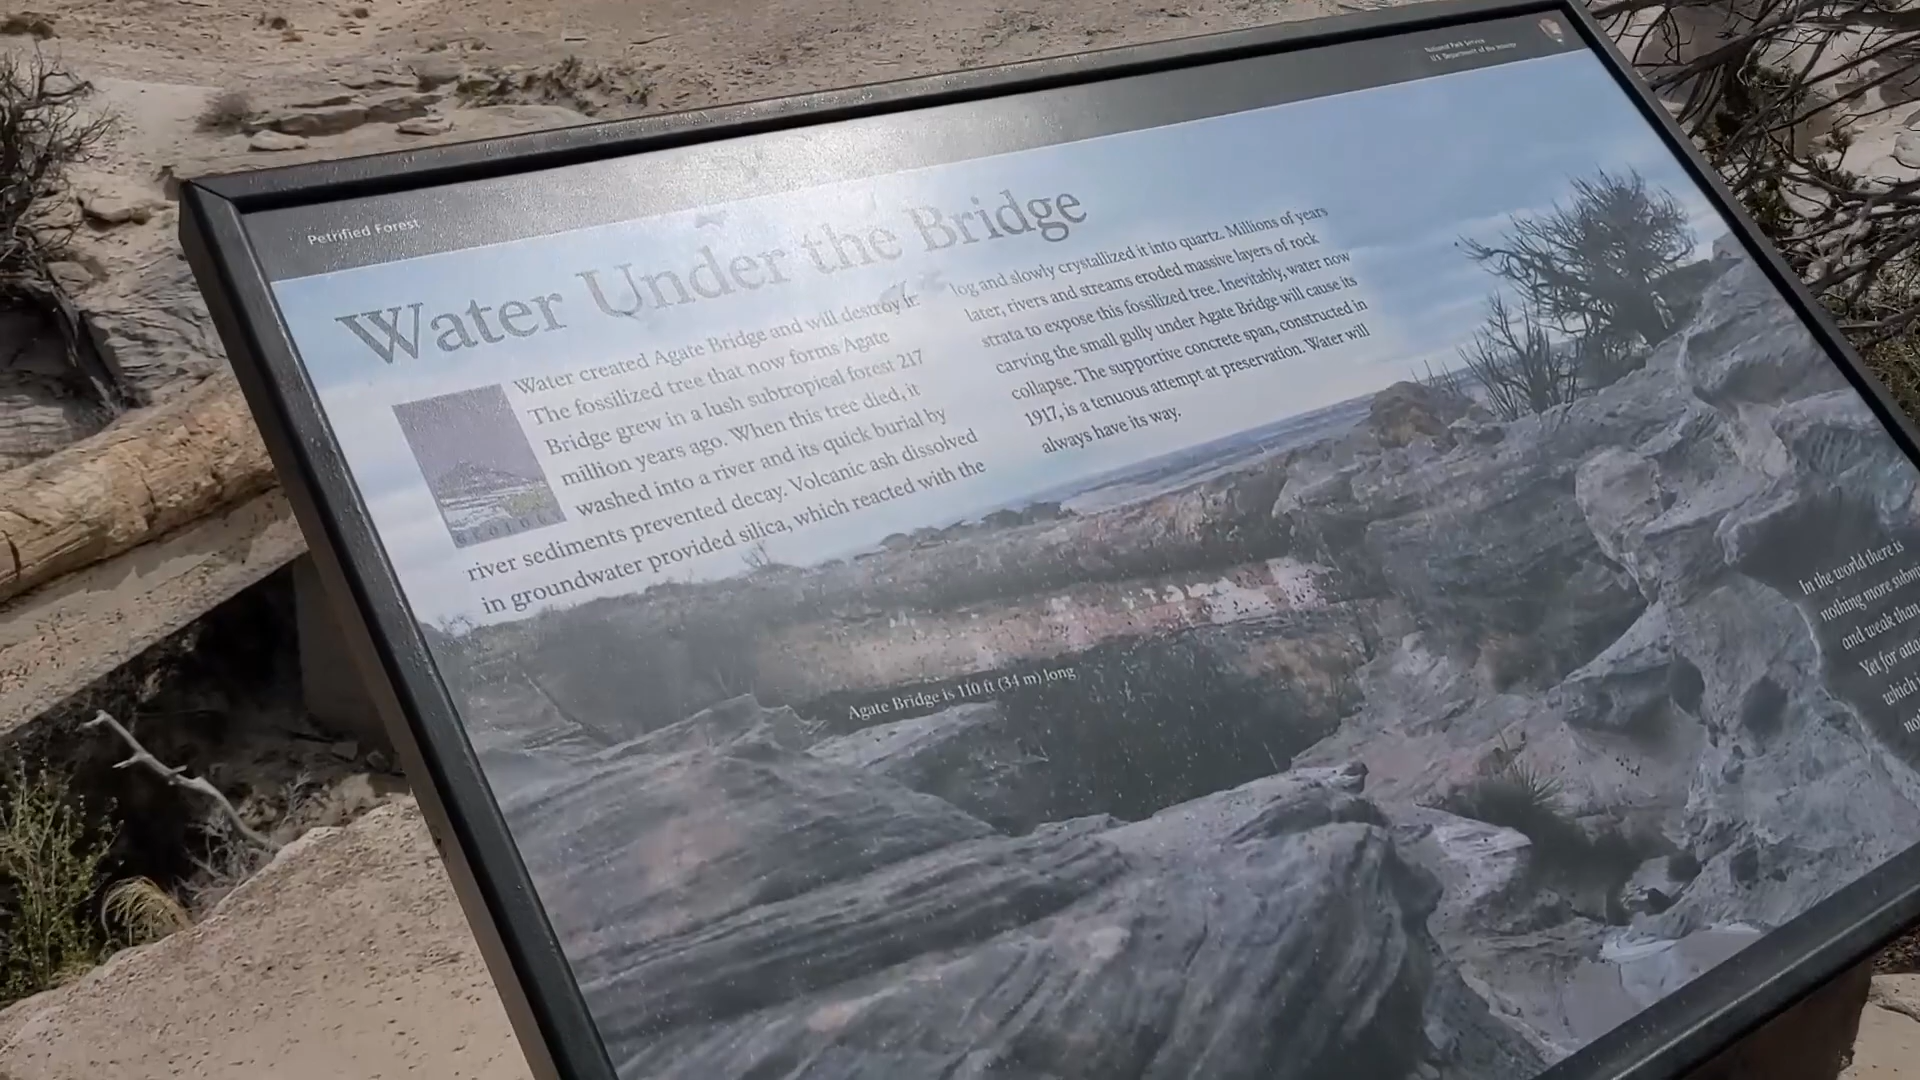 National Park Service
U.S. Department of the Interior
Petrified Forest
Water Under the Bridge
Water created Agate Bridge and will destroy it.
The fossilized tree that now forms Agate
Bridge grew in a lush subtropical forest 217
million years ago. When this tree died, it
washed into a river and its quick burial by
river sediments prevented decay. Volcanic ash dissolved
in groundwater provided silica, which reacted with the
log and slowly crystallized it into quartz. Millions of years
later, rivers and streams eroded massive layers of rock
strata to expose this fossilized tree. Inevitably, water now
carving the small gully under Agate Bridge will cause its
collapse. The supportive concrete span, constructed in
1917, is a tenuous attempt at preservation. Water will
always have its way.
Agate Bridge is 110 ft (34 m) long
In the world there is
nothing more
and weak than
Yet for
which